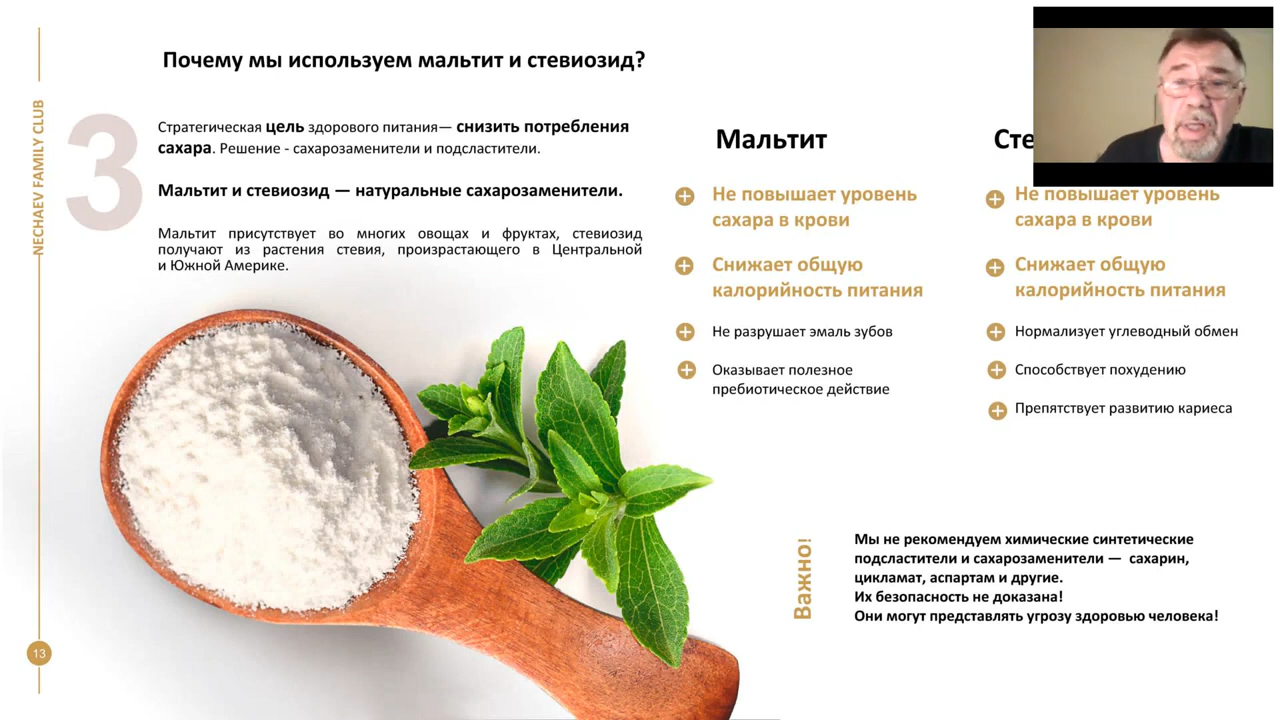 Почему мы используем мальтит и стевиозид?
NECHAEV FAMILY CLUB
3
Стратегическая цель здорового питания— снизить потребления
сахара. Решение - сахарозаменители и подсластители.
Мальтит и стевиозид — натуральные сахарозаменители.
Мальтит присутствует во многих овощах и фруктах, стевиозид
получают из растения стевия, произрастающего в Центральной
и Южной Америке.
Мальтит
Не повышает уровень
сахара в крови
Снижает общую
калорийность питания
Не разрушает эмаль зубов
Оказывает полезное
пребиотическое действие
Не повышает уровень
сахара в крови
Снижает общую
калорийность питания
Нормализует углеводный обмен
Способствует похудению
Препятствует развитию кариеса
Важно!
Мы не рекомендуем химические синтетические
подсластители и сахарозаменители — сахарин,
цикламат, аспартам и другие.
Их безопасность не доказана!
Они могут представлять угрозу здоровью человека!
13